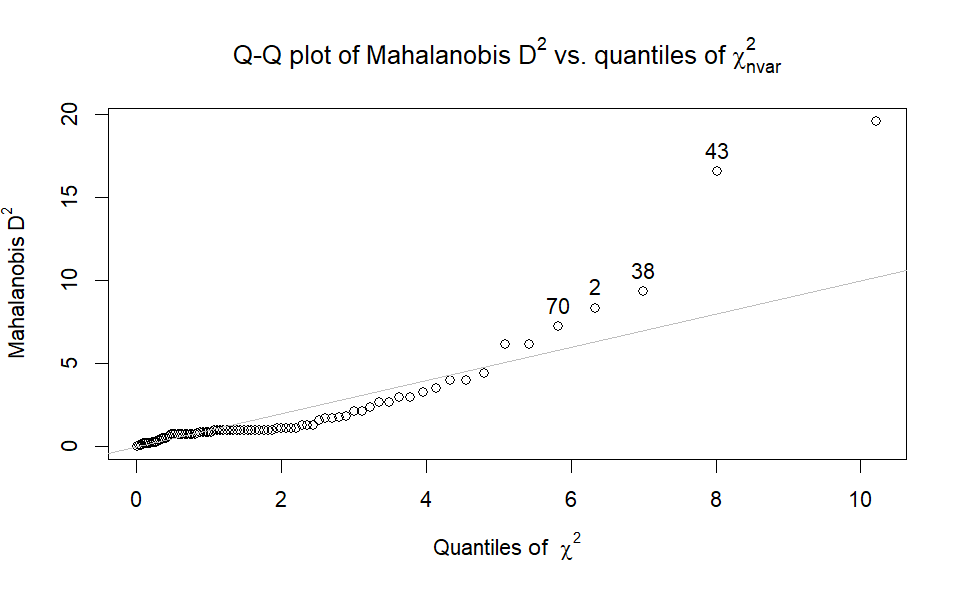 Q-Q plot of Mahalanobis D² vs. quantiles of χ²nvar
20
43
15
Mahalanobis D²
38
10
2
70
5
0
0 2 4 6 8 10
Quantiles of χ²